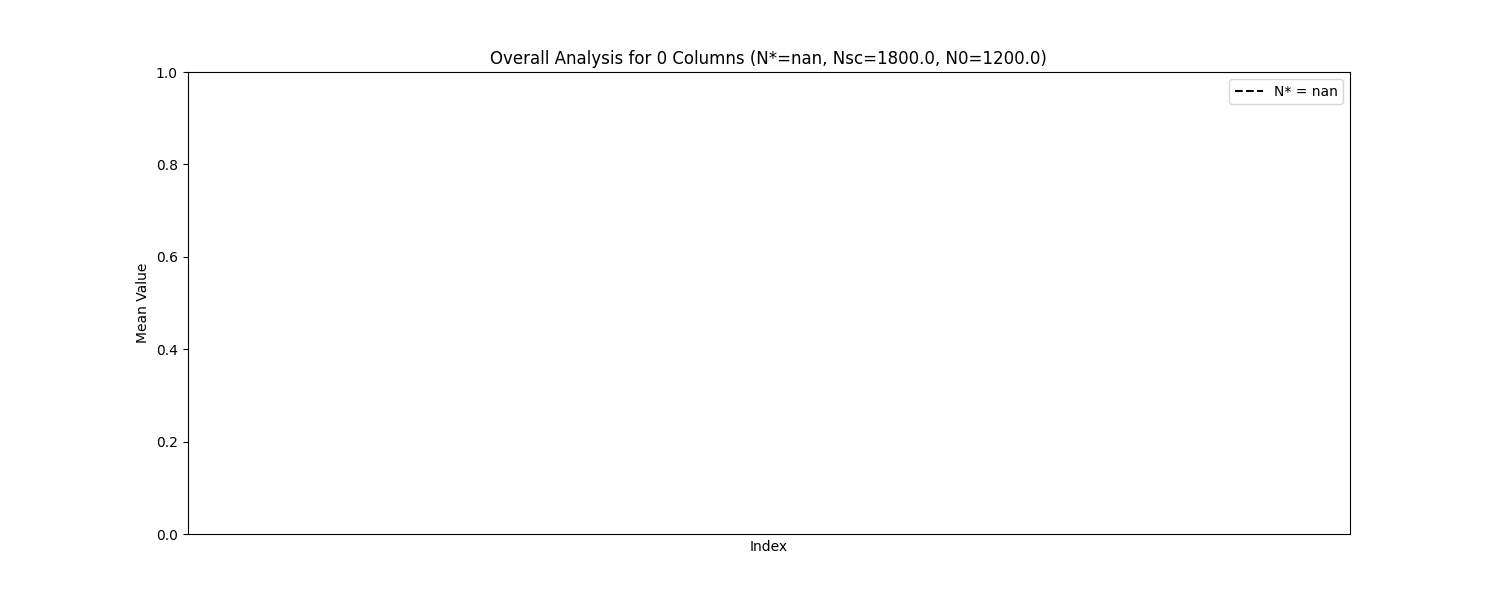 Overall Analysis for 0 Columns (N*=nan, Nsc=1800.0, N0=1200.0)
1.0
N* = nan
0.8
0.6
Mean Value
0.4
0.2
0.0
Index